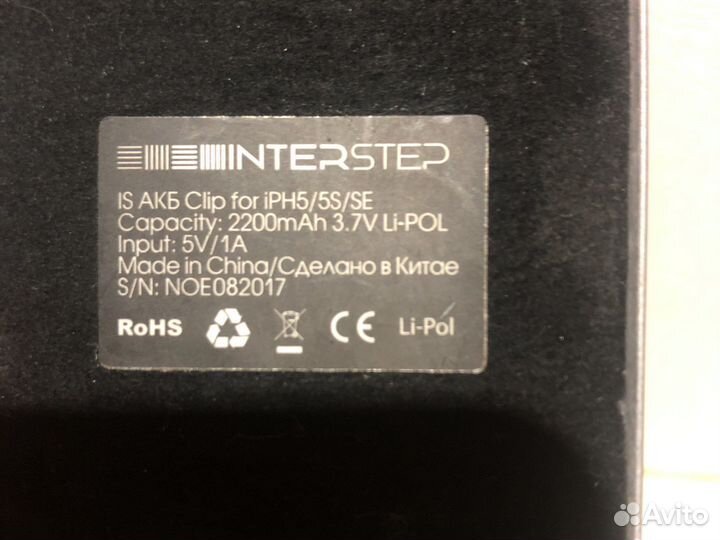 INTERSTEP
IS АКБ Clip for iPH5/5S/SE
Capacity: 2200mAh 3.7V Li-POL
Input: 5V/1A
Made in China/Сделано в Китае
S/N: NOE082017
RoHS CE Li-Pol
Avito